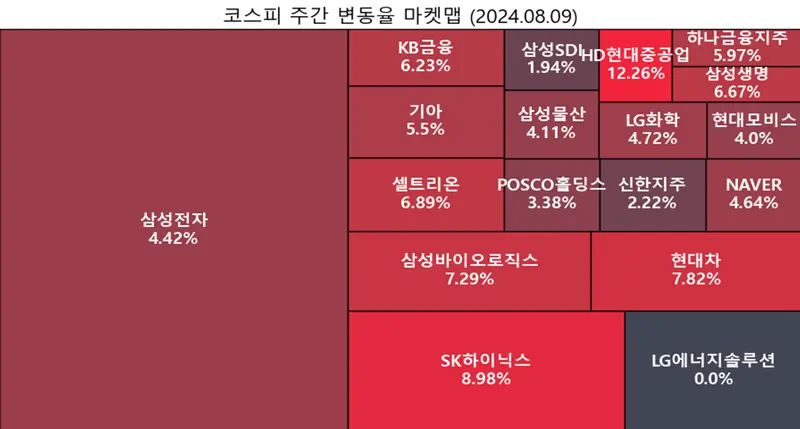 코스피 주간 변동율 마켓맵 (2024.08.09)
KB금융
6.23%
삼성SDI
1.94%
HD현대중공업
12.26%
하나금융지주
5.97%
삼성생명
6.67%
기아
5.5%
삼성물산
4.11%
LG화학
4.72%
현대모비스
4.0%
셀트리온
6.89%
POSCO홀딩스
3.38%
신한지주
2.22%
NAVER
4.64%
삼성전자
4.42%
삼성바이오로직스
7.29%
현대차
7.82%
SK하이닉스
8.98%
LG에너지솔루션
0.0%